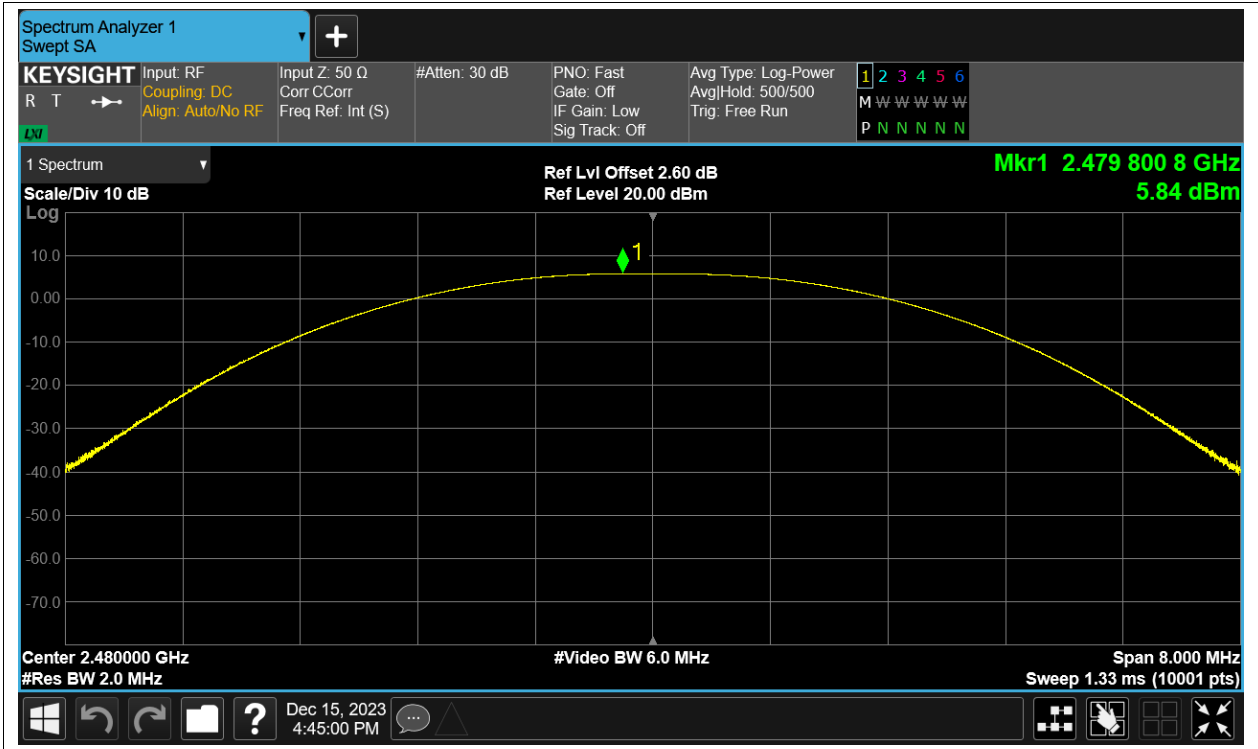 Spectrum Analyzer 1
Swept SA
KEYSIGHT
R T
LXI
Input: RF
Coupling: DC
Align: Auto/No RF
Input Z: 50 Ω
Corr CCorr
Freq Ref: Int (S)
#Atten: 30 dB
PNO: Fast
Gate: Off
IF Gain: Low
Sig Track: Off
Avg Type: Log-Power
Avg|Hold: 500/500
Trig: Free Run
1 2 3 4 5 6
M W W W W W
P N N N N N
1 Spectrum
Scale/Div 10 dB
Log
Ref Lvl Offset 2.60 dB
Ref Level 20.00 dBm
Mkr1 2.479 800 8 GHz
5.84 dBm
1
10.0
0.00
-10.0
-20.0
-30.0
-40.0
-50.0
-60.0
-70.0
Center 2.480000 GHz
#Video BW 6.0 MHz
Span 8.000 MHz
#Res BW 2.0 MHz
Sweep 1.33 ms (10001 pts)
?
Dec 15, 2023
4:45:00 PM